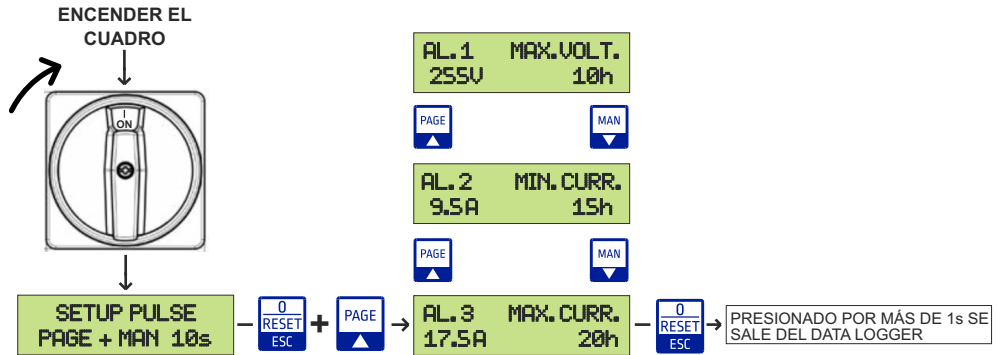 ENCENDER EL
CUADRO
I
ON
SETUP PULSE
PAGE + MAN 10s
0
RESET
ESC
+
PAGE
AL.1 MAX.VOLT.
255V 10h
PAGE
MAN
AL.2 MIN.CURR.
9.5A 15h
PAGE
MAN
AL.3 MAX.CURR.
17.5A 20h
0
RESET
ESC
PRESIONADO POR MÁS DE 1s SE
SALE DEL DATA LOGGER